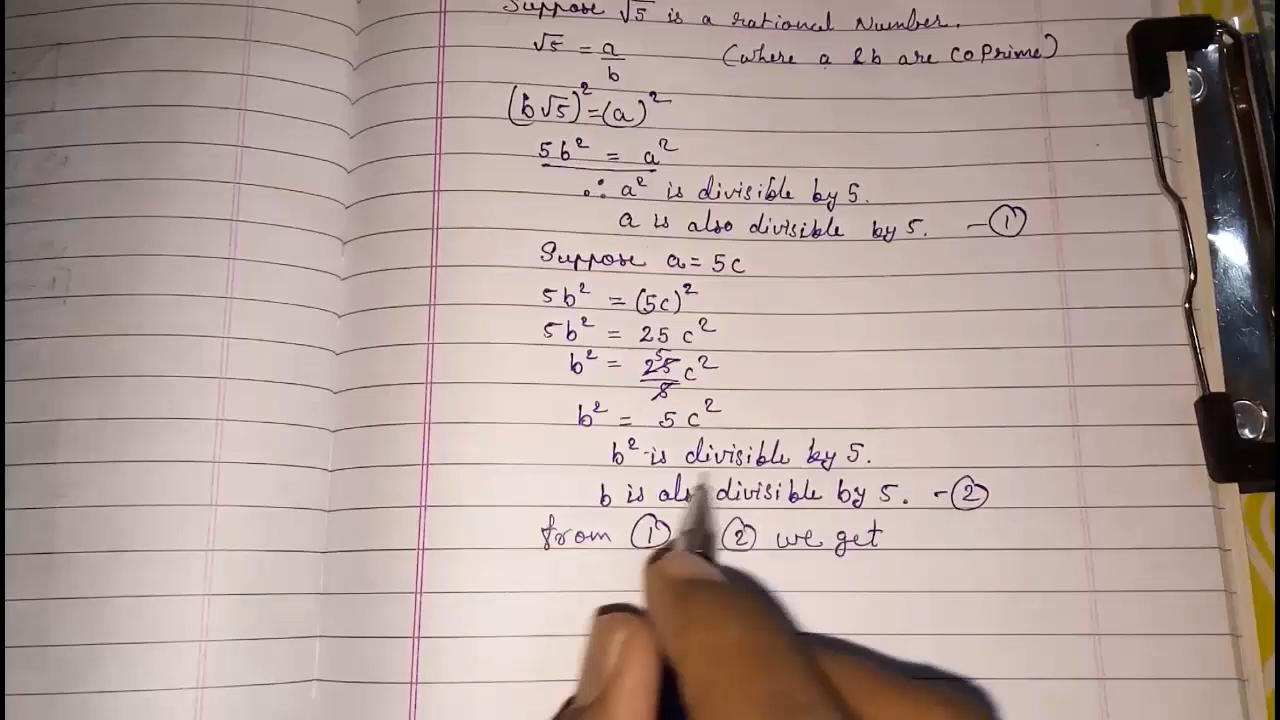 Suppose √5 is a rational Number.
√5 = a/b (where a & b are CoPrime)
(b√5)² = (a)²
5b² = a²
∴ a² is divisible by 5.
a is also divisible by 5. -①
Suppose a = 5c
5b² = (5c)²
5b² = 25 c²
b² = 25/5 c² 5
b² = 5 c²
b² is divisible by 5.
b is also divisible by 5. -②
from ① ② we get